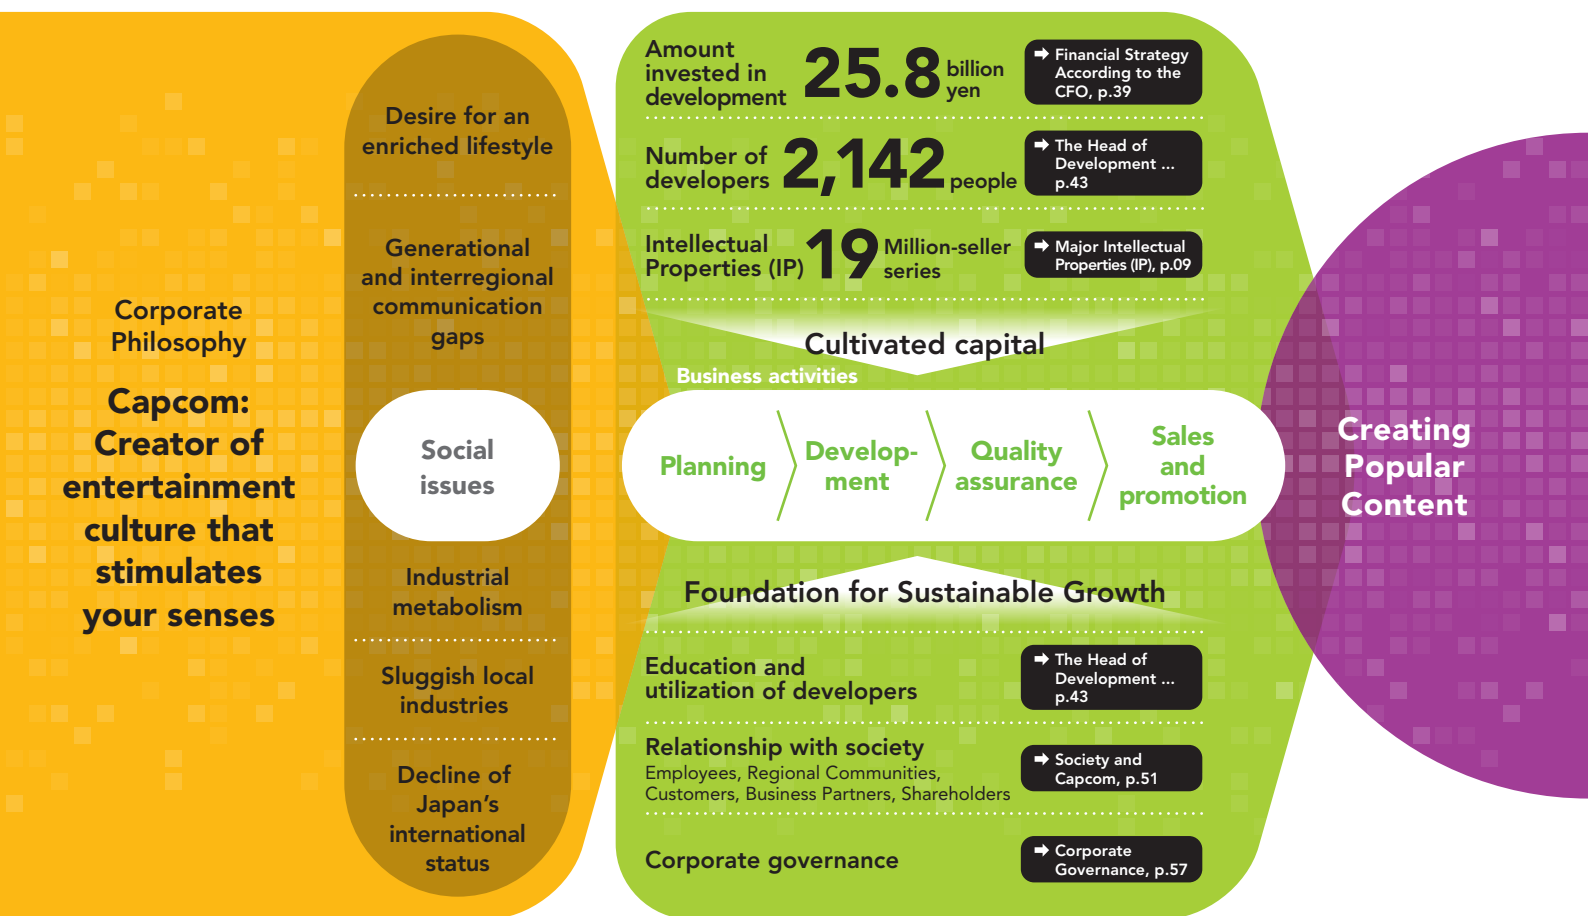 Corporate
Philosophy
Capcom:
Creator of
entertainment
culture that
stimulates
your senses
Desire for an
enriched lifestyle
Generational
and interregional
communication
gaps
Social
issues
Industrial
metabolism
Sluggish local
industries
Decline of
Japan's
international
status
Amount
invested in
development
25.8 billion
yen
➡ Financial Strategy
According to the
CFO, p.39
Number of
developers
2,142 people
➡ The Head of
Development ...
p.43
Intellectual
Properties (IP)
19 Million-seller
series
➡ Major Intellectual
Properties (IP), p.09
Cultivated capital
Business activities
Planning
Develop-
ment
Quality
assurance
Sales
and
promotion
Foundation for Sustainable Growth
Education and
utilization of developers
➡ The Head of
Development ...
p.43
Relationship with society
Employees, Regional Communities,
Customers, Business Partners, Shareholders
➡ Society and
Capcom, p.51
Corporate governance
➡ Corporate
Governance, p.57
Creating
Popular
Content